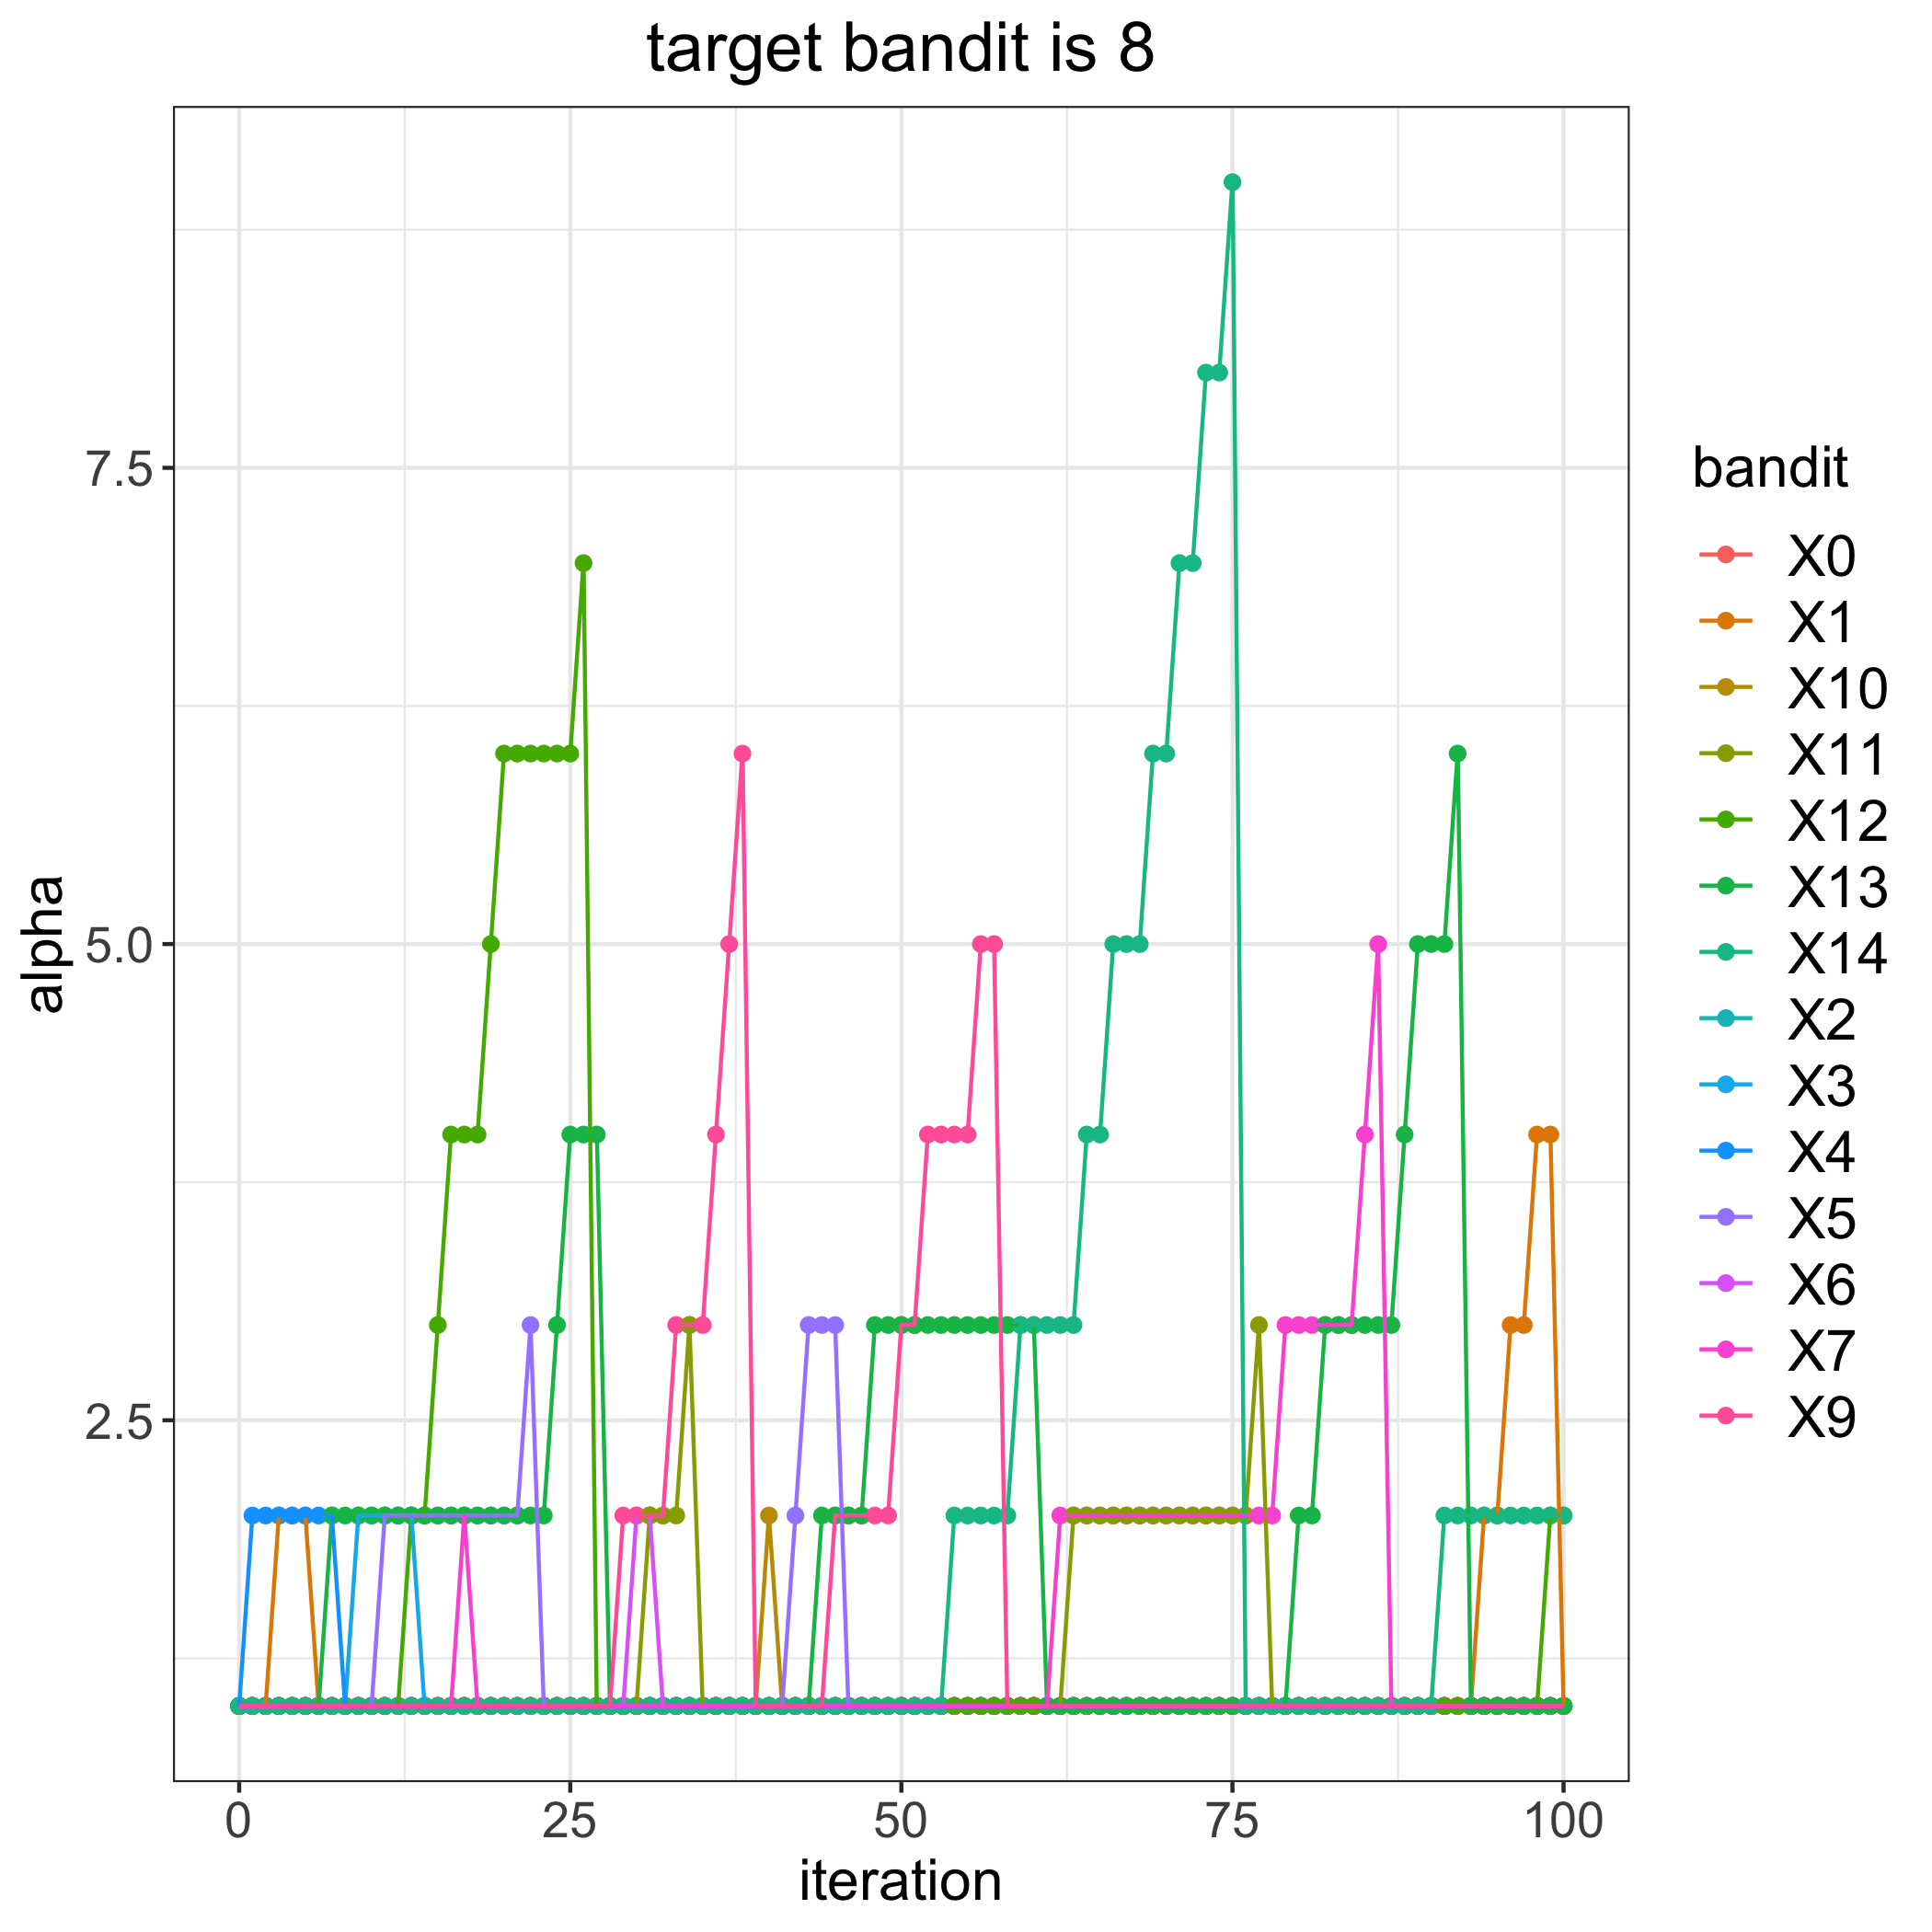 target bandit is 8
7.5
5.0
2.5
alpha
0 25 50 75 100
iteration
bandit
X0
X1
X10
X11
X12
X13
X14
X2
X3
X4
X5
X6
X7
X9